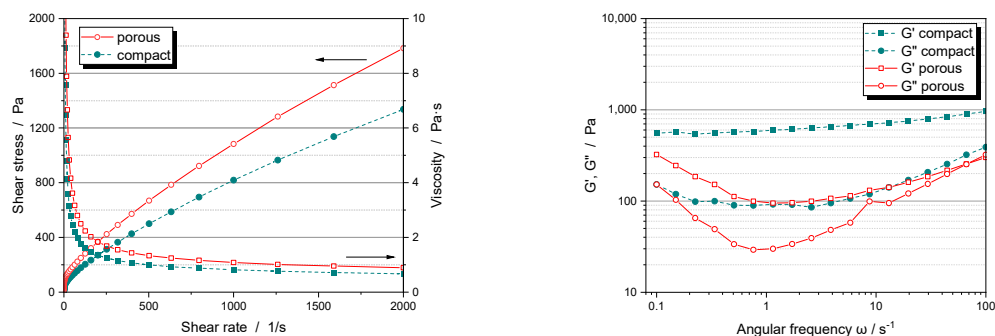 2000
1600
1200
800
400
0
Shear stress / Pa
porous
compact
10
8
6
4
2
0
Viscosity / Pa·s
0 500 1000 1500 2000
Shear rate / 1/s
10,000
1,000
100
10
G', G'' / Pa
G' compact
G'' compact
G' porous
G'' porous
0.1 1 10 100
Angular frequency ω / s⁻¹